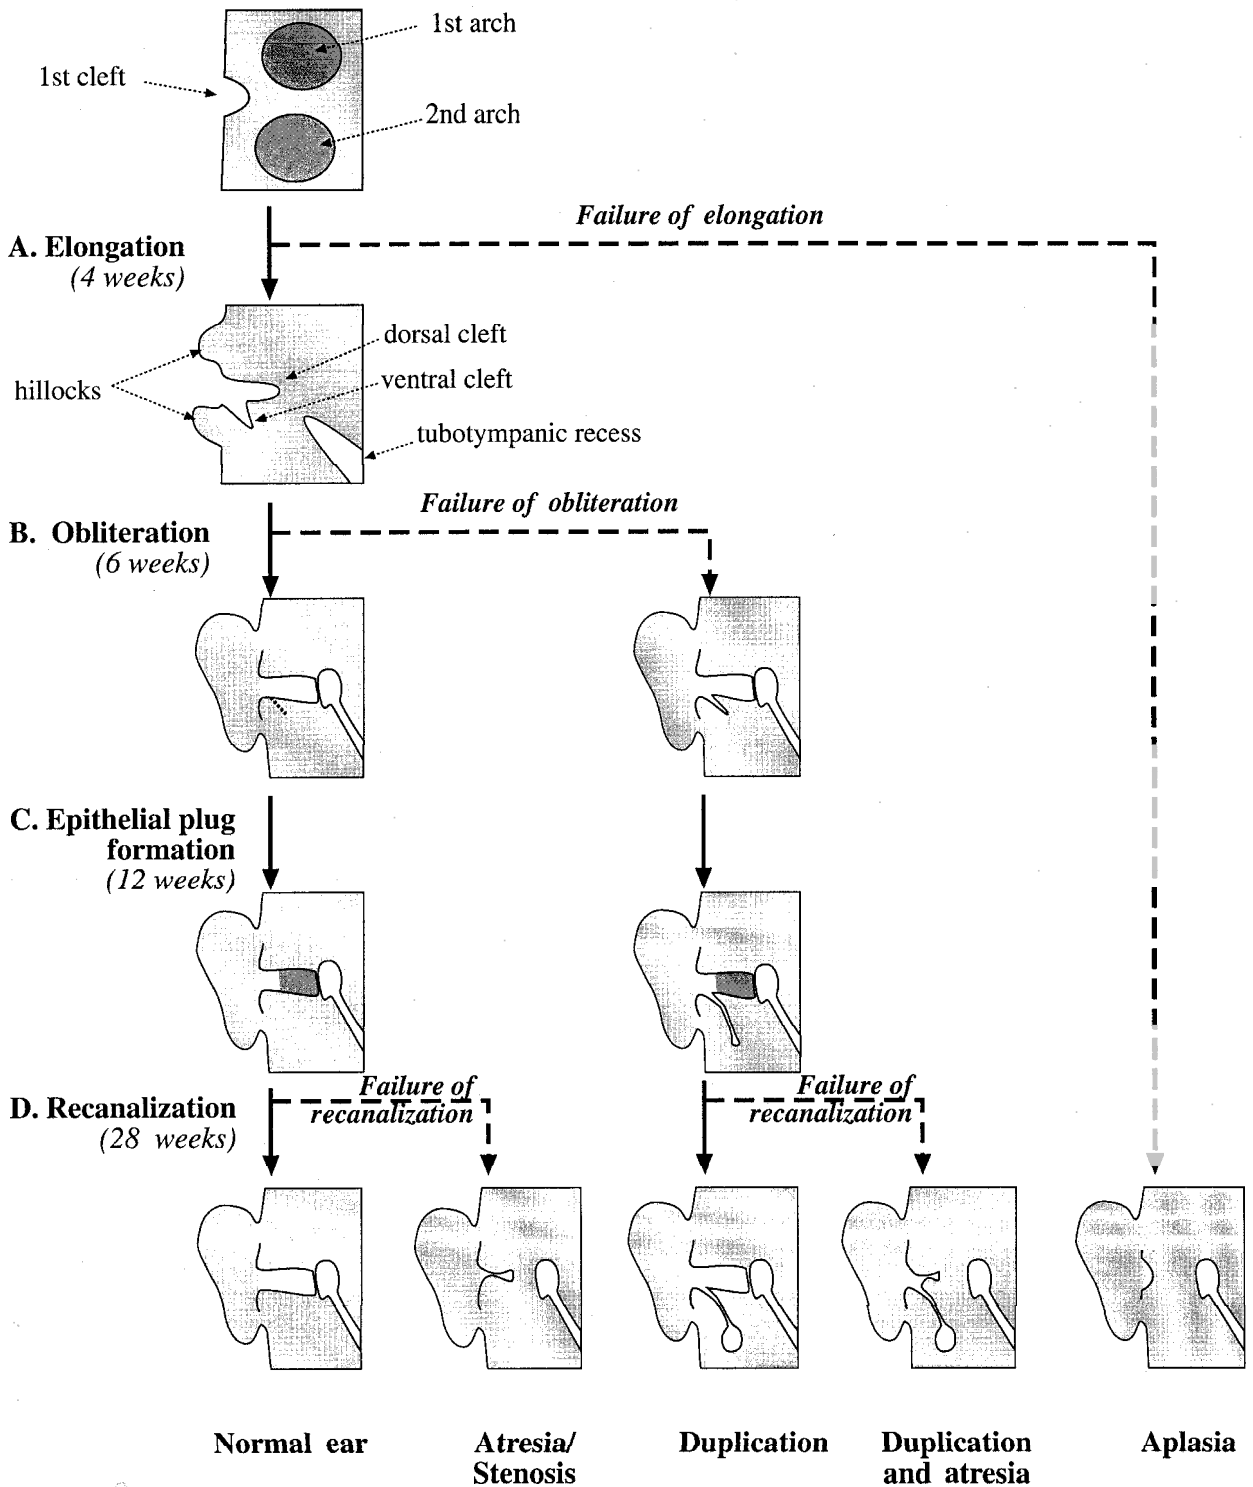 1st arch
1st cleft
2nd arch
Failure of elongation
A. Elongation
(4 weeks)
dorsal cleft
ventral cleft
hillocks
tubotympanic recess
Failure of obliteration
B. Obliteration
(6 weeks)
C. Epithelial plug
formation
(12 weeks)
Failure of
recanalization
Failure of
recanalization
D. Recanalization
(28 weeks)
Normal ear
Atresia/
Stenosis
Duplication
Duplication
and atresia
Aplasia